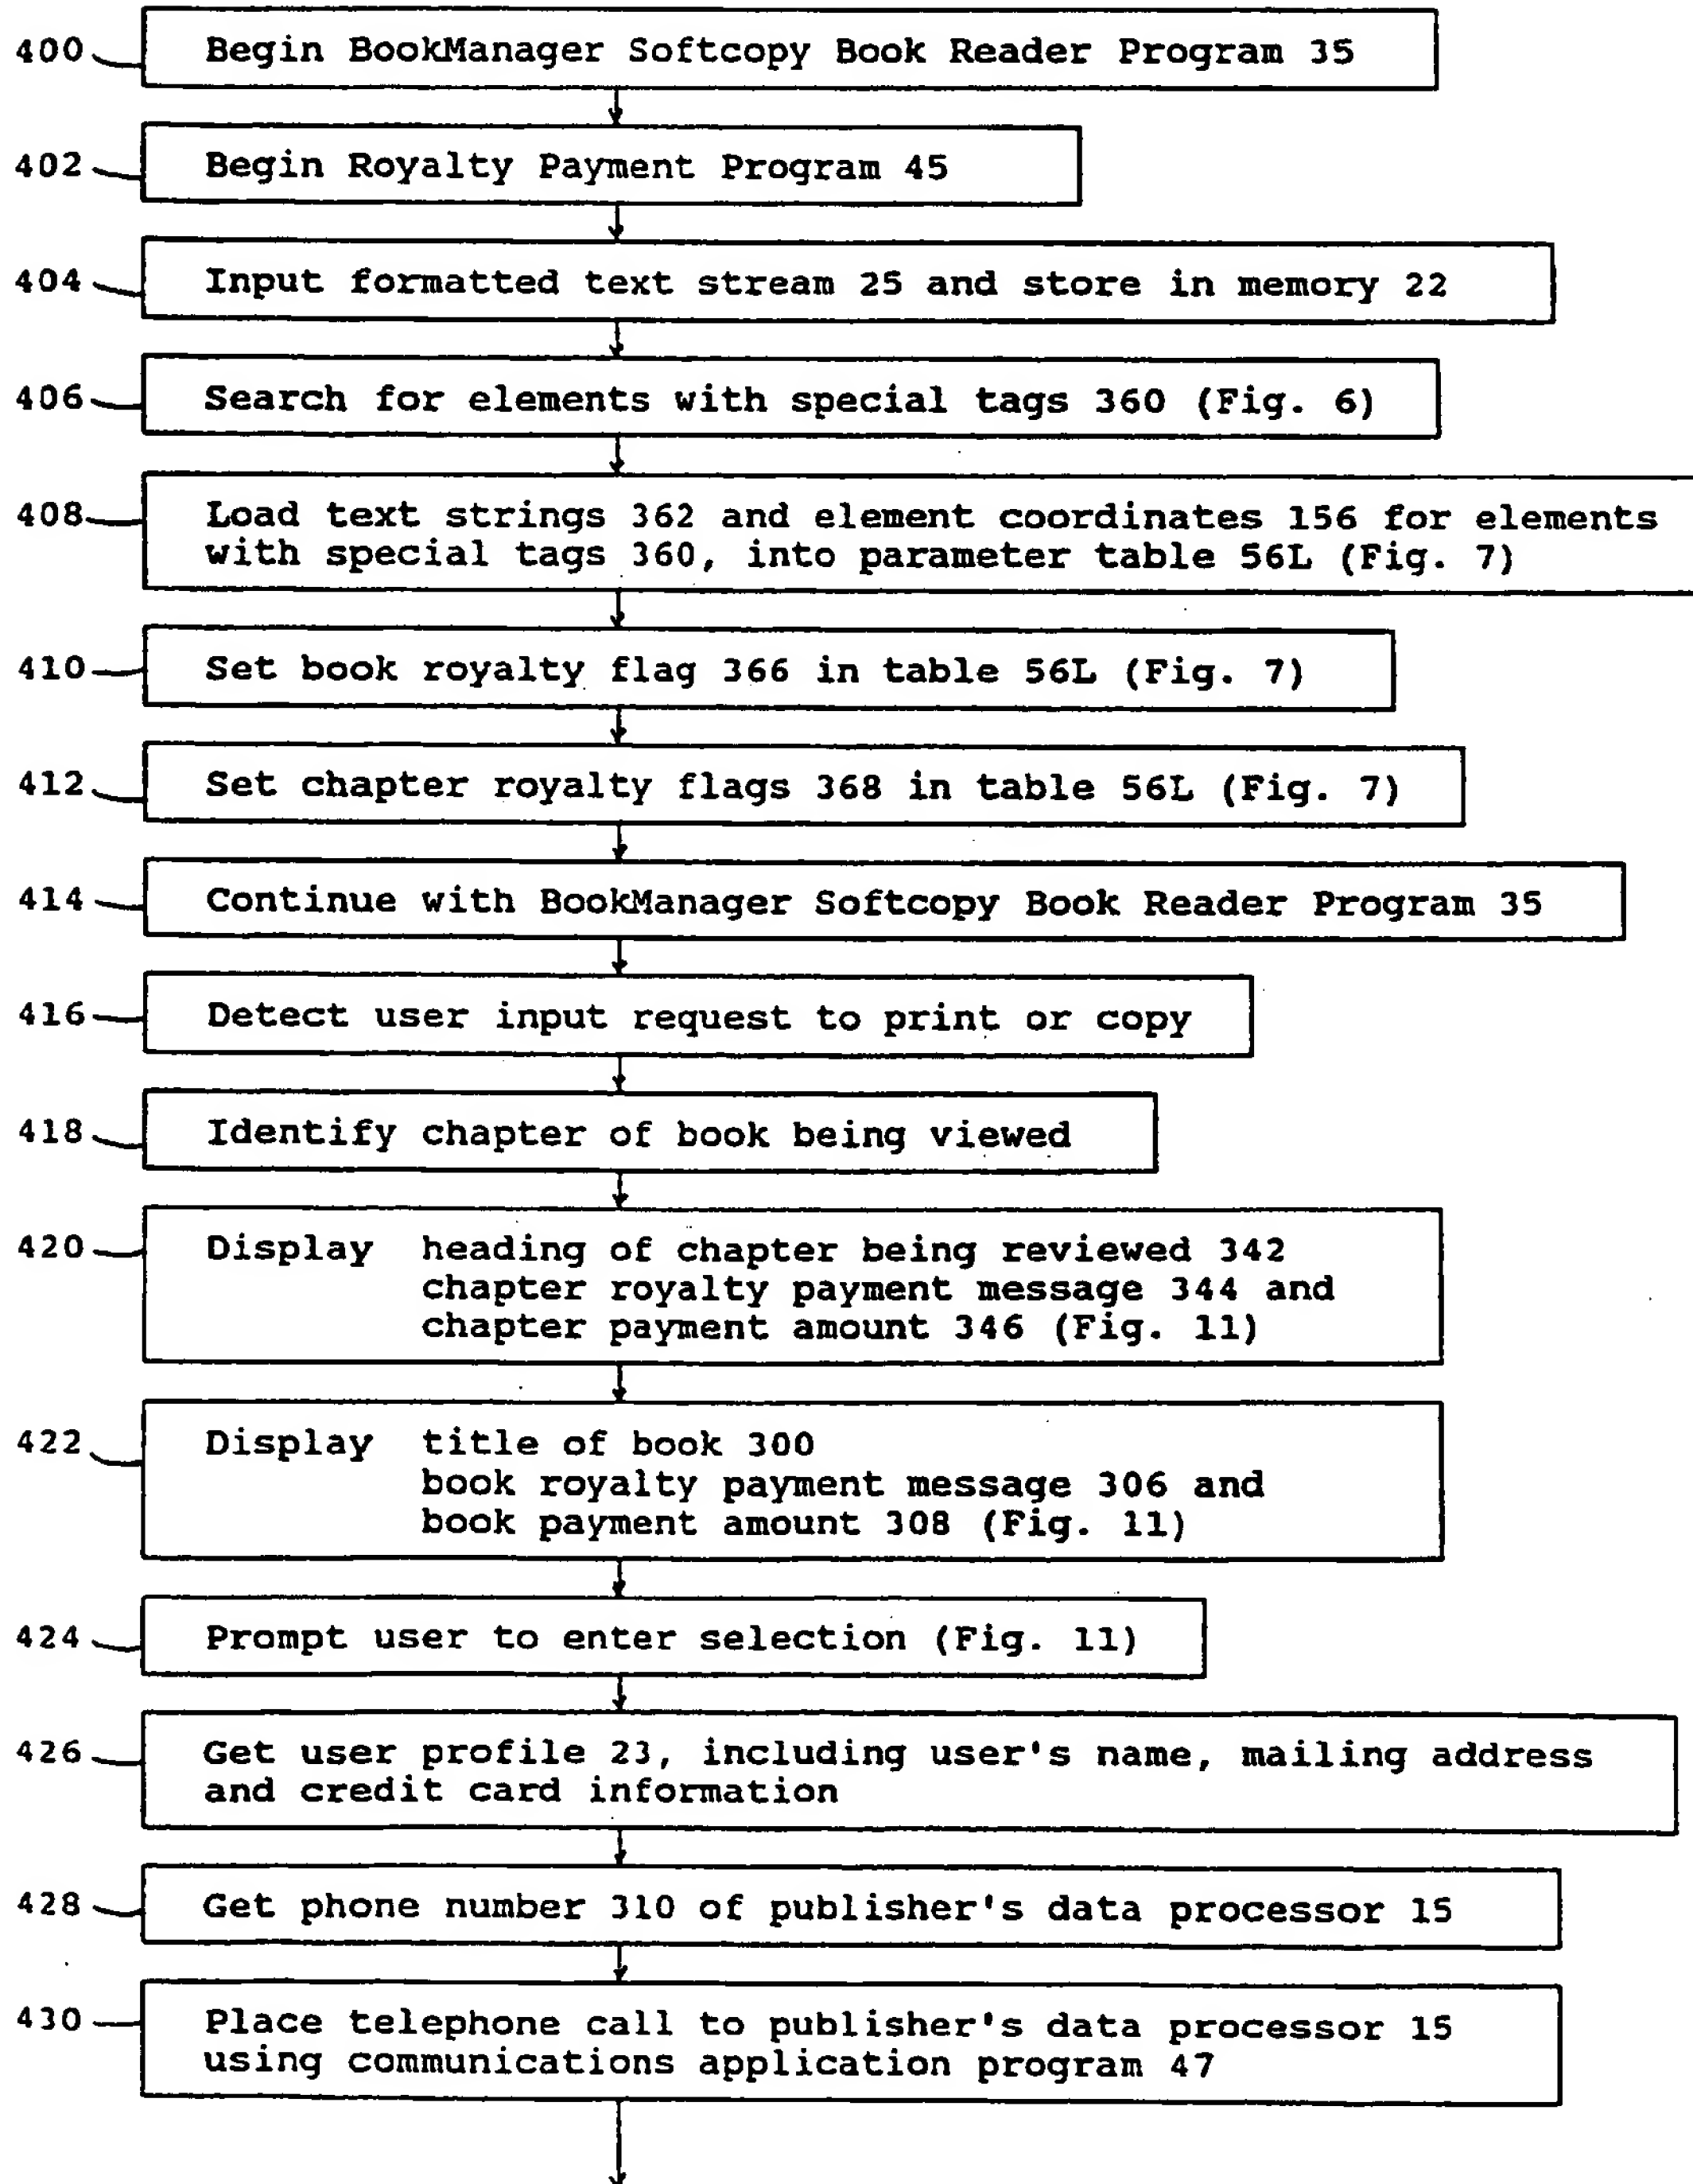 400 Begin BookManager Softcopy Book Reader Program 35
402 Begin Royalty Payment Program 45
404 Input formatted text stream 25 and store in memory 22
406 Search for elements with special tags 360 (Fig. 6)
408 Load text strings 362 and element coordinates 156 for elements
with special tags 360, into parameter table 56L (Fig. 7)
410 Set book royalty flag 366 in table 56L (Fig. 7)
412 Set chapter royalty flags 368 in table 56L (Fig. 7)
414 Continue with BookManager Softcopy Book Reader Program 35
416 Detect user input request to print or copy
418 Identify chapter of book being viewed
420 Display heading of chapter being reviewed 342
chapter royalty payment message 344 and
chapter payment amount 346 (Fig. 11)
422 Display title of book 300
book royalty payment message 306 and
book payment amount 308 (Fig. 11)
424 Prompt user to enter selection (Fig. 11)
426 Get user profile 23, including user's name, mailing address
and credit card information
428 Get phone number 310 of publisher's data processor 15
430 Place telephone call to publisher's data processor 15
using communications application program 47